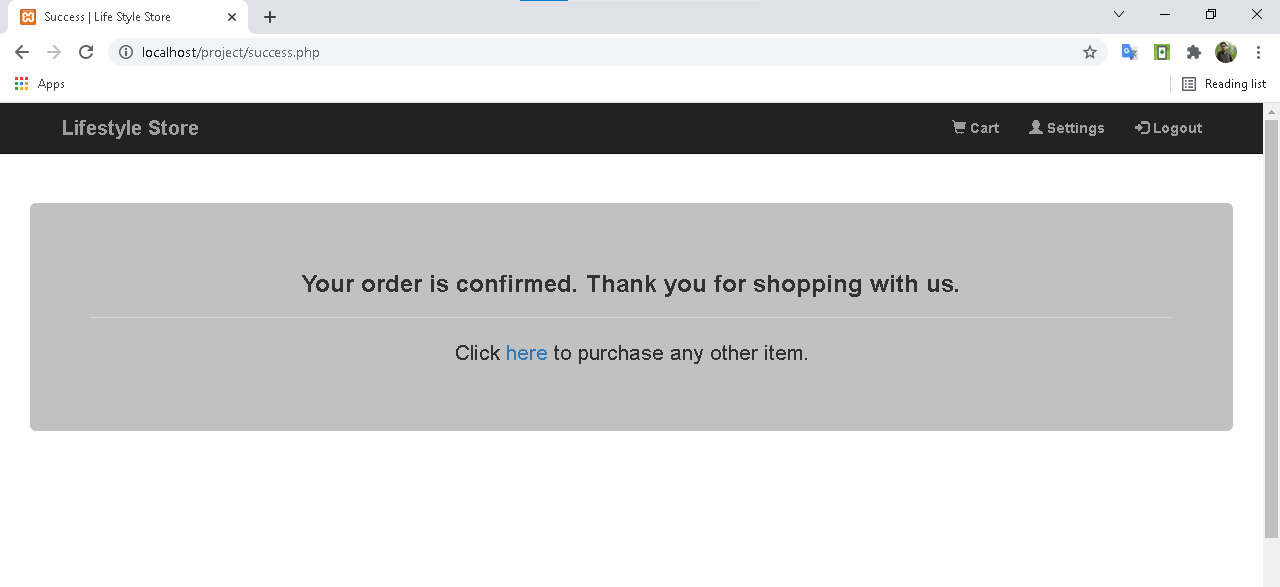 Success | Life Style Store
localhost/project/success.php
Apps
Reading list
Lifestyle Store
Cart
Settings
Logout
Your order is confirmed. Thank you for shopping with us.
Click here to purchase any other item.